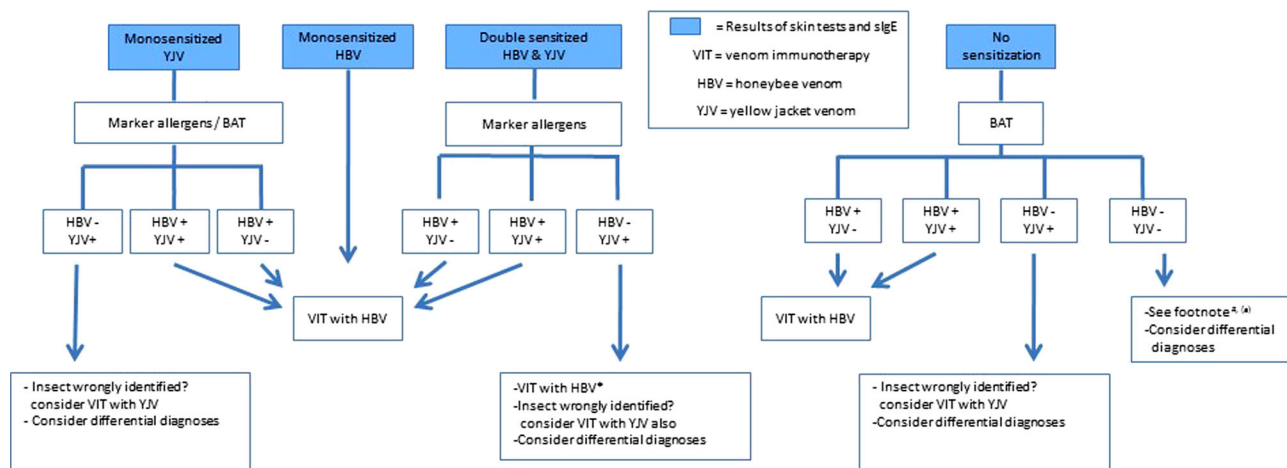 Monosensitized
YJV
Monosensitized
HBV
Double sensitized
HBV & YJV
= Results of skin tests and sIgE
VIT = venom immunotherapy
HBV = honeybee venom
YJV = yellow jacket venom
No
sensitization
Marker allergens / BAT
Marker allergens
BAT
HBV -
YJV+
HBV +
YJV +
HBV +
YJV -
HBV +
YJV -
HBV +
YJV +
HBV -
YJV +
HBV +
YJV -
HBV +
YJV +
HBV -
YJV +
HBV -
YJV -
VIT with HBV
VIT with HBV
-See footnote#, (a)
-Consider differential
diagnoses
- Insect wrongly identified?
consider VIT with YJV
- Consider differential diagnoses
-VIT with HBV*
-Insect wrongly identified?
consider VIT with YJV also
-Consider differential diagnoses
- Insect wrongly identified?
consider VIT with YJV
-Consider differential diagnoses